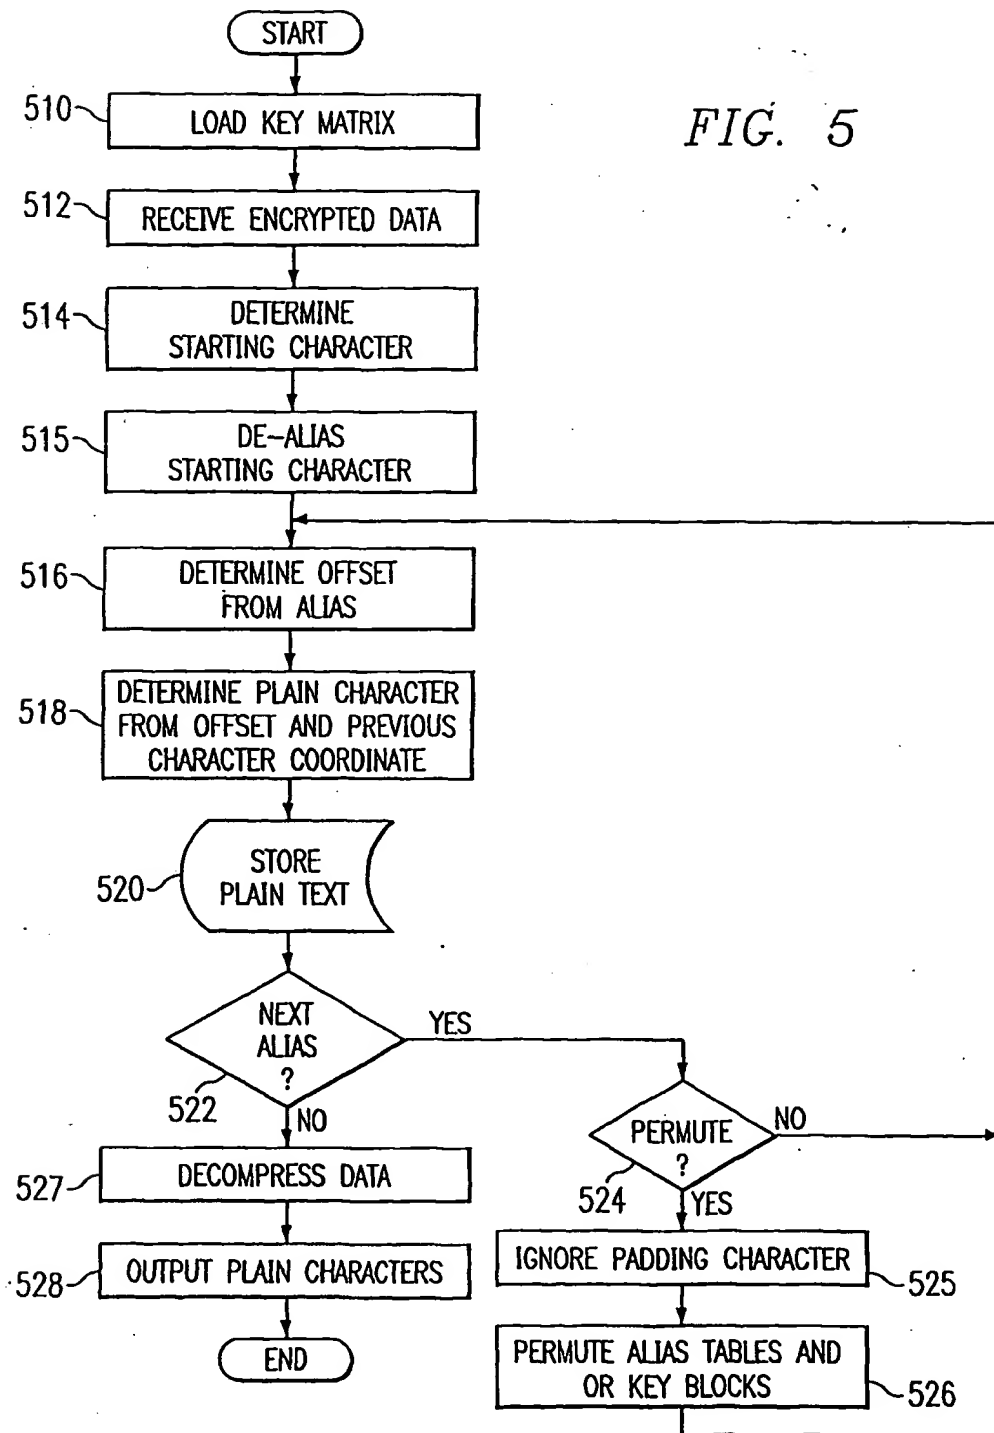 START
FIG. 5
510
LOAD KEY MATRIX
512
RECEIVE ENCRYPTED DATA
514
DETERMINE
STARTING CHARACTER
515
DE-ALIAS
STARTING CHARACTER
516
DETERMINE OFFSET
FROM ALIAS
518
DETERMINE PLAIN CHARACTER
FROM OFFSET AND PREVIOUS
CHARACTER COORDINATE
520
STORE
PLAIN TEXT
NEXT
ALIAS
?
522
YES
NO
PERMUTE
?
524
NO
YES
527
DECOMPRESS DATA
528
OUTPUT PLAIN CHARACTERS
END
IGNORE PADDING CHARACTER
525
PERMUTE ALIAS TABLES AND
OR KEY BLOCKS
526